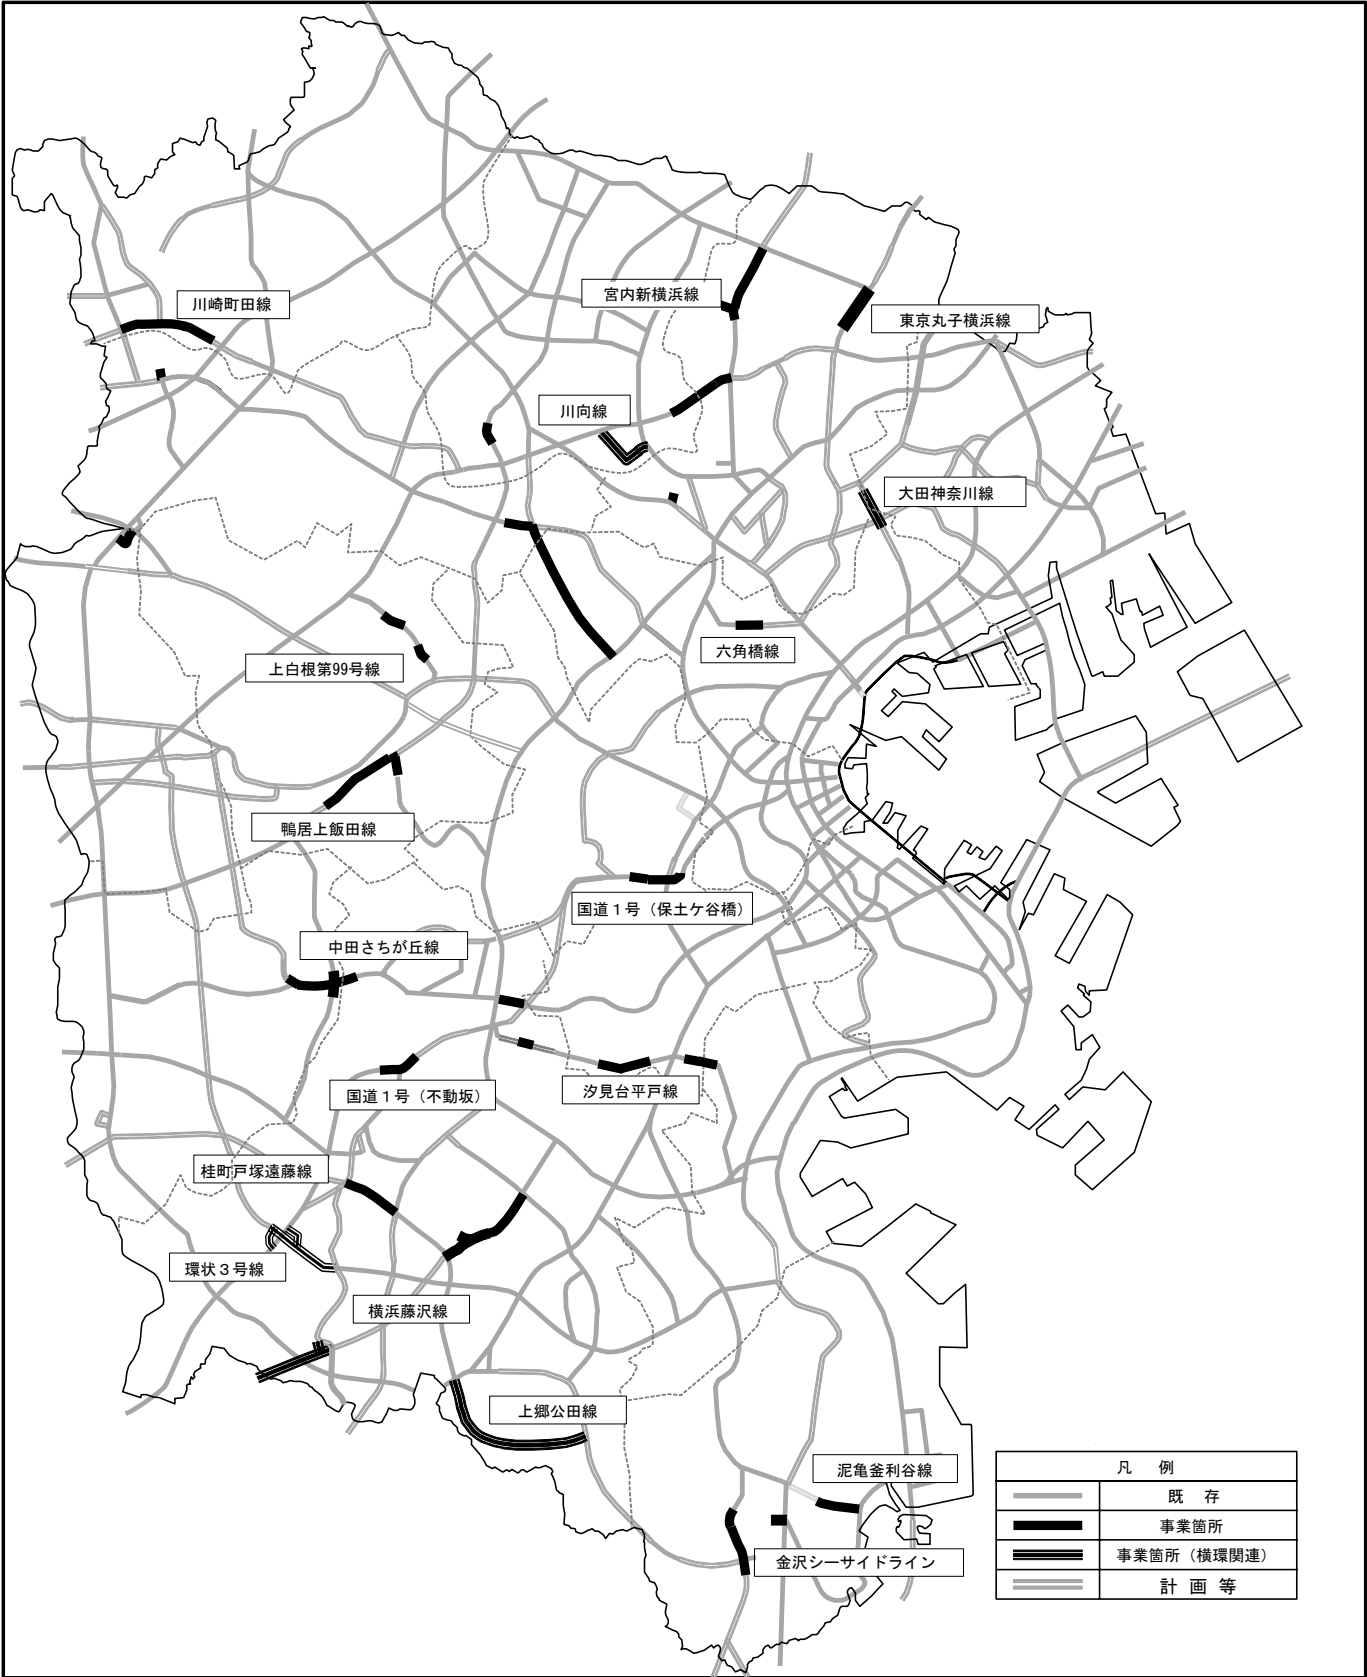 川崎町田線
宮内新横浜線
東京丸子横浜線
川向線
大田神奈川線
六角橋線
上白根第99号線
鴨居上飯田線
国道１号（保土ケ谷橋）
中田さちが丘線
国道１号（不動坂）
汐見台平戸線
桂町戸塚遠藤線
環状３号線
横浜藤沢線
上郷公田線
泥亀釜利谷線
金沢シーサイドライン
凡 例
既 存
事業箇所
事業箇所（横環関連）
計 画 等